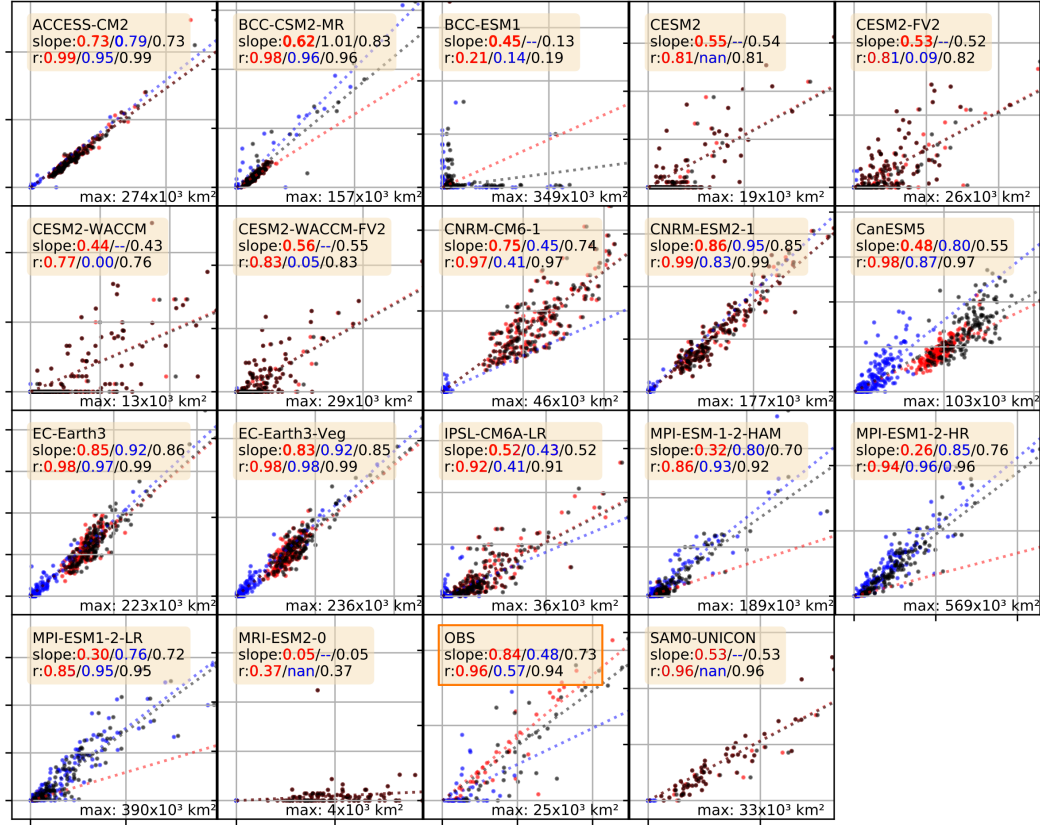 ACCESS-CM2
slope:0.73/0.79/0.73
r:0.99/0.95/0.99
max: 274x10³ km²
BCC-CSM2-MR
slope:0.62/1.01/0.83
r:0.98/0.96/0.96
max: 157x10³ km²
BCC-ESM1
slope:0.45/--/0.13
r:0.21/0.14/0.19
max: 349x10³ km²
CESM2
slope:0.55/--/0.54
r:0.81/nan/0.81
max: 19x10³ km²
CESM2-FV2
slope:0.53/--/0.52
r:0.81/0.09/0.82
max: 26x10³ km²
CESM2-WACCM
slope:0.44/--/0.43
r:0.77/0.00/0.76
max: 13x10³ km²
CESM2-WACCM-FV2
slope:0.56/--/0.55
r:0.83/0.05/0.83
max: 29x10³ km²
CNRM-CM6-1
slope:0.75/0.45/0.74
r:0.97/0.41/0.97
max: 46x10³ km²
CNRM-ESM2-1
slope:0.86/0.95/0.85
r:0.99/0.83/0.99
max: 177x10³ km²
CanESM5
slope:0.48/0.80/0.55
r:0.98/0.87/0.97
max: 103x10³ km²
EC-Earth3
slope:0.85/0.92/0.86
r:0.98/0.97/0.99
max: 223x10³ km²
EC-Earth3-Veg
slope:0.83/0.92/0.85
r:0.98/0.98/0.99
max: 236x10³ km²
IPSL-CM6A-LR
slope:0.52/0.43/0.52
r:0.92/0.41/0.91
max: 36x10³ km²
MPI-ESM-1-2-HAM
slope:0.32/0.80/0.70
r:0.86/0.93/0.92
max: 189x10³ km²
MPI-ESM1-2-HR
slope:0.26/0.85/0.76
r:0.94/0.96/0.96
max: 569x10³ km²
MPI-ESM1-2-LR
slope:0.30/0.76/0.72
r:0.85/0.95/0.95
max: 390x10³ km²
MRI-ESM2-0
slope:0.05/--/0.05
r:0.37/nan/0.37
max: 4x10³ km²
OBS
slope:0.84/0.48/0.73
r:0.96/0.57/0.94
max: 25x10³ km²
SAM0-UNICON
slope:0.53/--/0.53
r:0.96/nan/0.96
max: 33x10³ km²